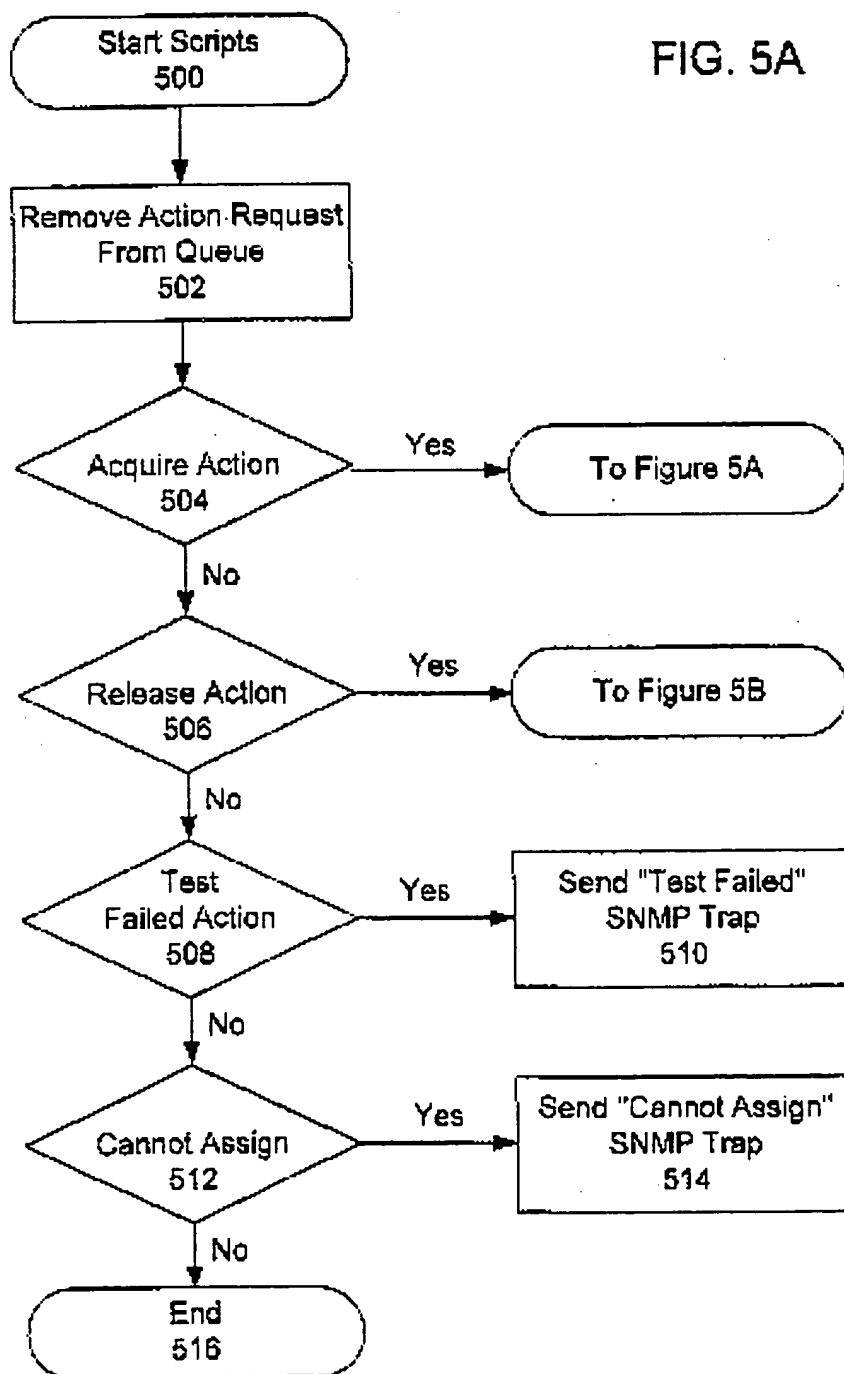 FIG. 5A
Start Scripts
500
Remove Action Request
From Queue
502
Acquire Action
504
Yes
To Figure 5A
No
Release Action
506
Yes
To Figure 5B
No
Test
Failed Action
508
Yes
Send "Test Failed"
SNMP Trap
510
No
Cannot Assign
512
Yes
Send "Cannot Assign"
SNMP Trap
514
No
End
516